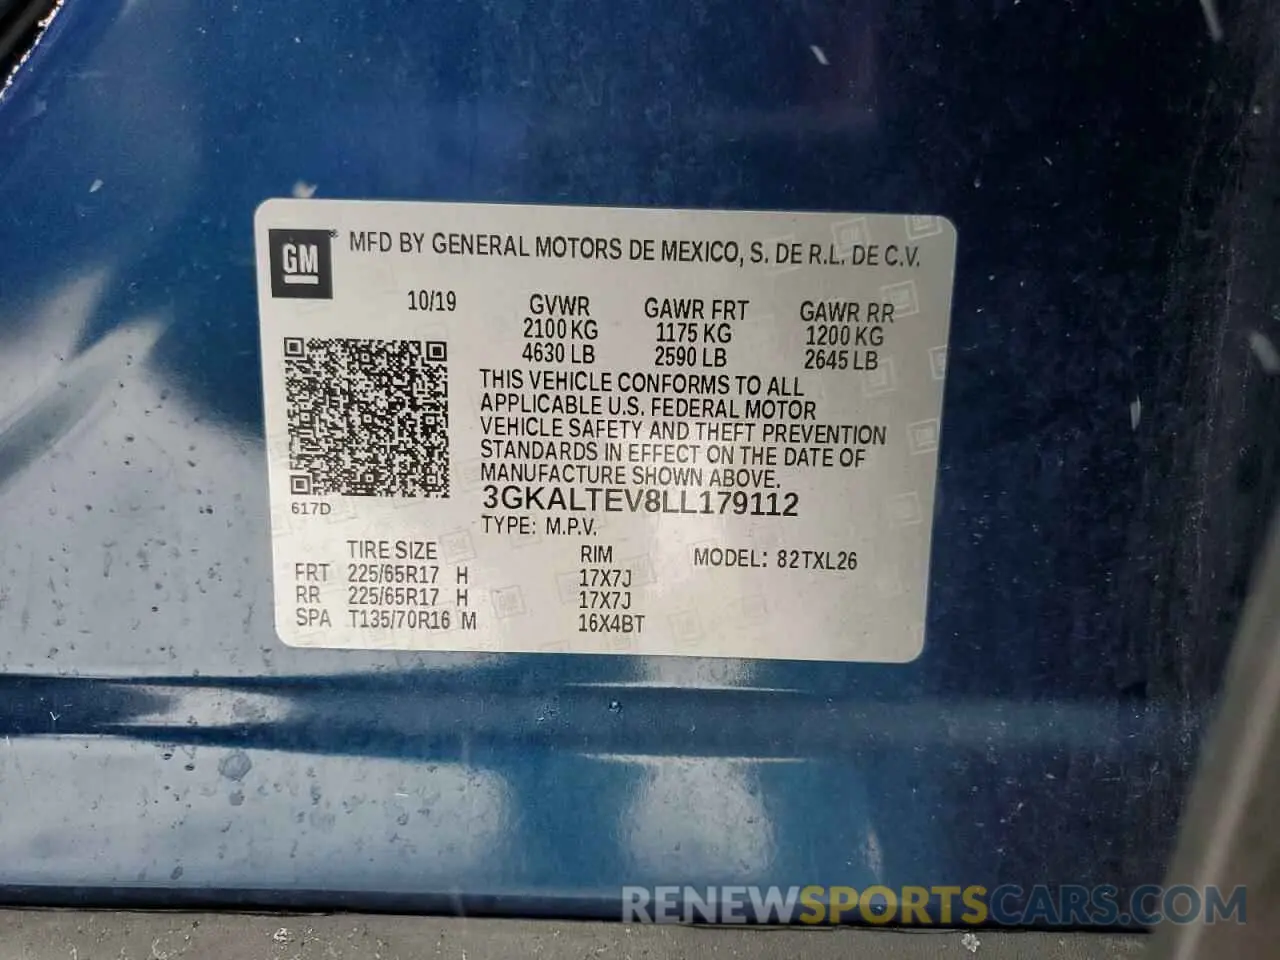 GM® MFD BY GENERAL MOTORS DE MEXICO, S. DE R.L. DE C.V.
10/19 GVWR GAWR FRT GAWR RR
2100 KG 1175 KG 1200 KG
4630 LB 2590 LB 2645 LB
THIS VEHICLE CONFORMS TO ALL
APPLICABLE U.S. FEDERAL MOTOR
VEHICLE SAFETY AND THEFT PREVENTION
STANDARDS IN EFFECT ON THE DATE OF
MANUFACTURE SHOWN ABOVE.
3GKALTEV8LL179112
617D
TYPE: M.P.V.
TIRE SIZE RIM MODEL: 82TXL26
FRT 225/65R17 H 17X7J
RR 225/65R17 H 17X7J
SPA T135/70R16 M 16X4BT
RENEWSPORTSCARS.COM